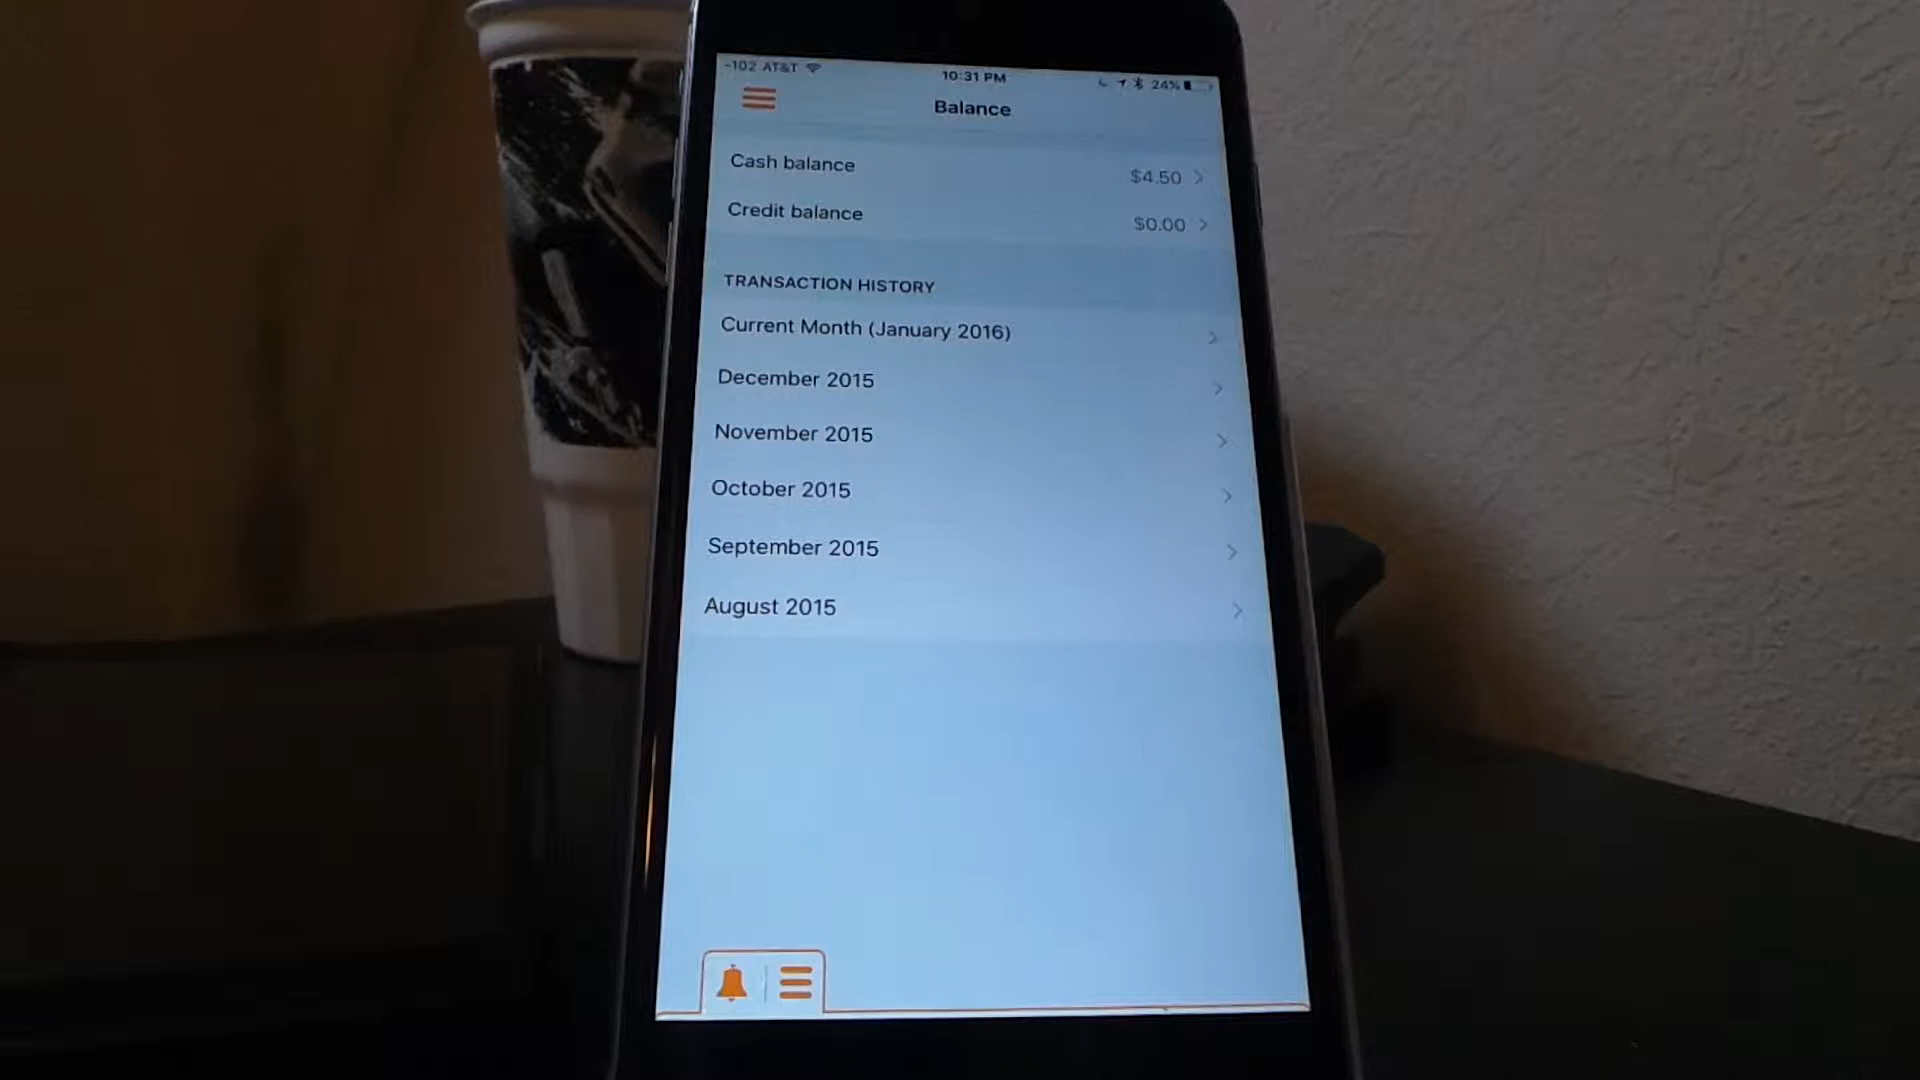 -102 AT&T 10:31 PM 24%
Balance
Cash balance $4.50
Credit balance $0.00
TRANSACTION HISTORY
Current Month (January 2016)
December 2015
November 2015
October 2015
September 2015
August 2015